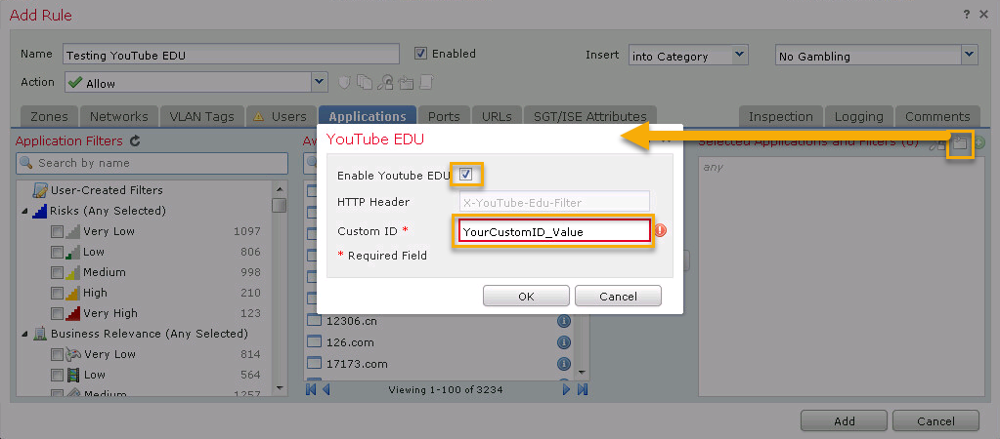 Add Rule
Name Testing YouTube EDU Enabled Insert into Category No Gambling
Action Allow
Zones Networks VLAN Tags Users Applications Ports URLs SGT/ISE Attributes Inspection Logging Comments
Application Filters Selected Applications and Filters (0)
Search by name any
User-Created Filters
Risks (Any Selected)
Very Low 1097
Low 806
Medium 998
High 210
Very High 123
Business Relevance (Any Selected)
Very Low 814
Low 564
Medium 1257
YouTube EDU
Enable Youtube EDU
HTTP Header X-YouTube-Edu-Filter
Custom ID * YourCustomID_Value
* Required Field
OK Cancel
12306.cn
126.com
17173.com
Viewing 1-100 of 3234
Add Cancel